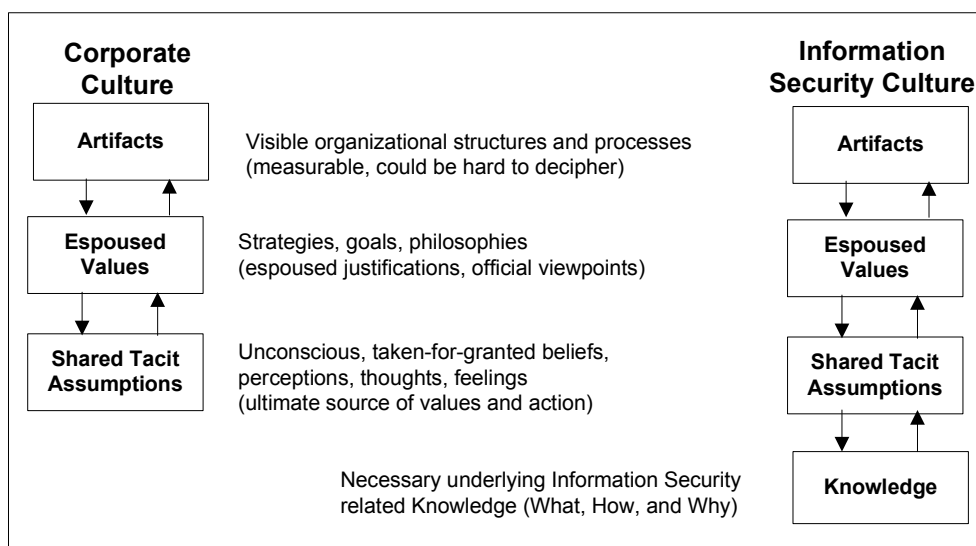 Corporate
Culture
Artifacts
Visible organizational structures and processes
(measurable, could be hard to decipher)
Espoused
Values
Strategies, goals, philosophies
(espoused justifications, official viewpoints)
Shared Tacit
Assumptions
Unconscious, taken-for-granted beliefs,
perceptions, thoughts, feelings
(ultimate source of values and action)
Information
Security Culture
Artifacts
Espoused
Values
Shared Tacit
Assumptions
Necessary underlying Information Security
related Knowledge (What, How, and Why)
Knowledge